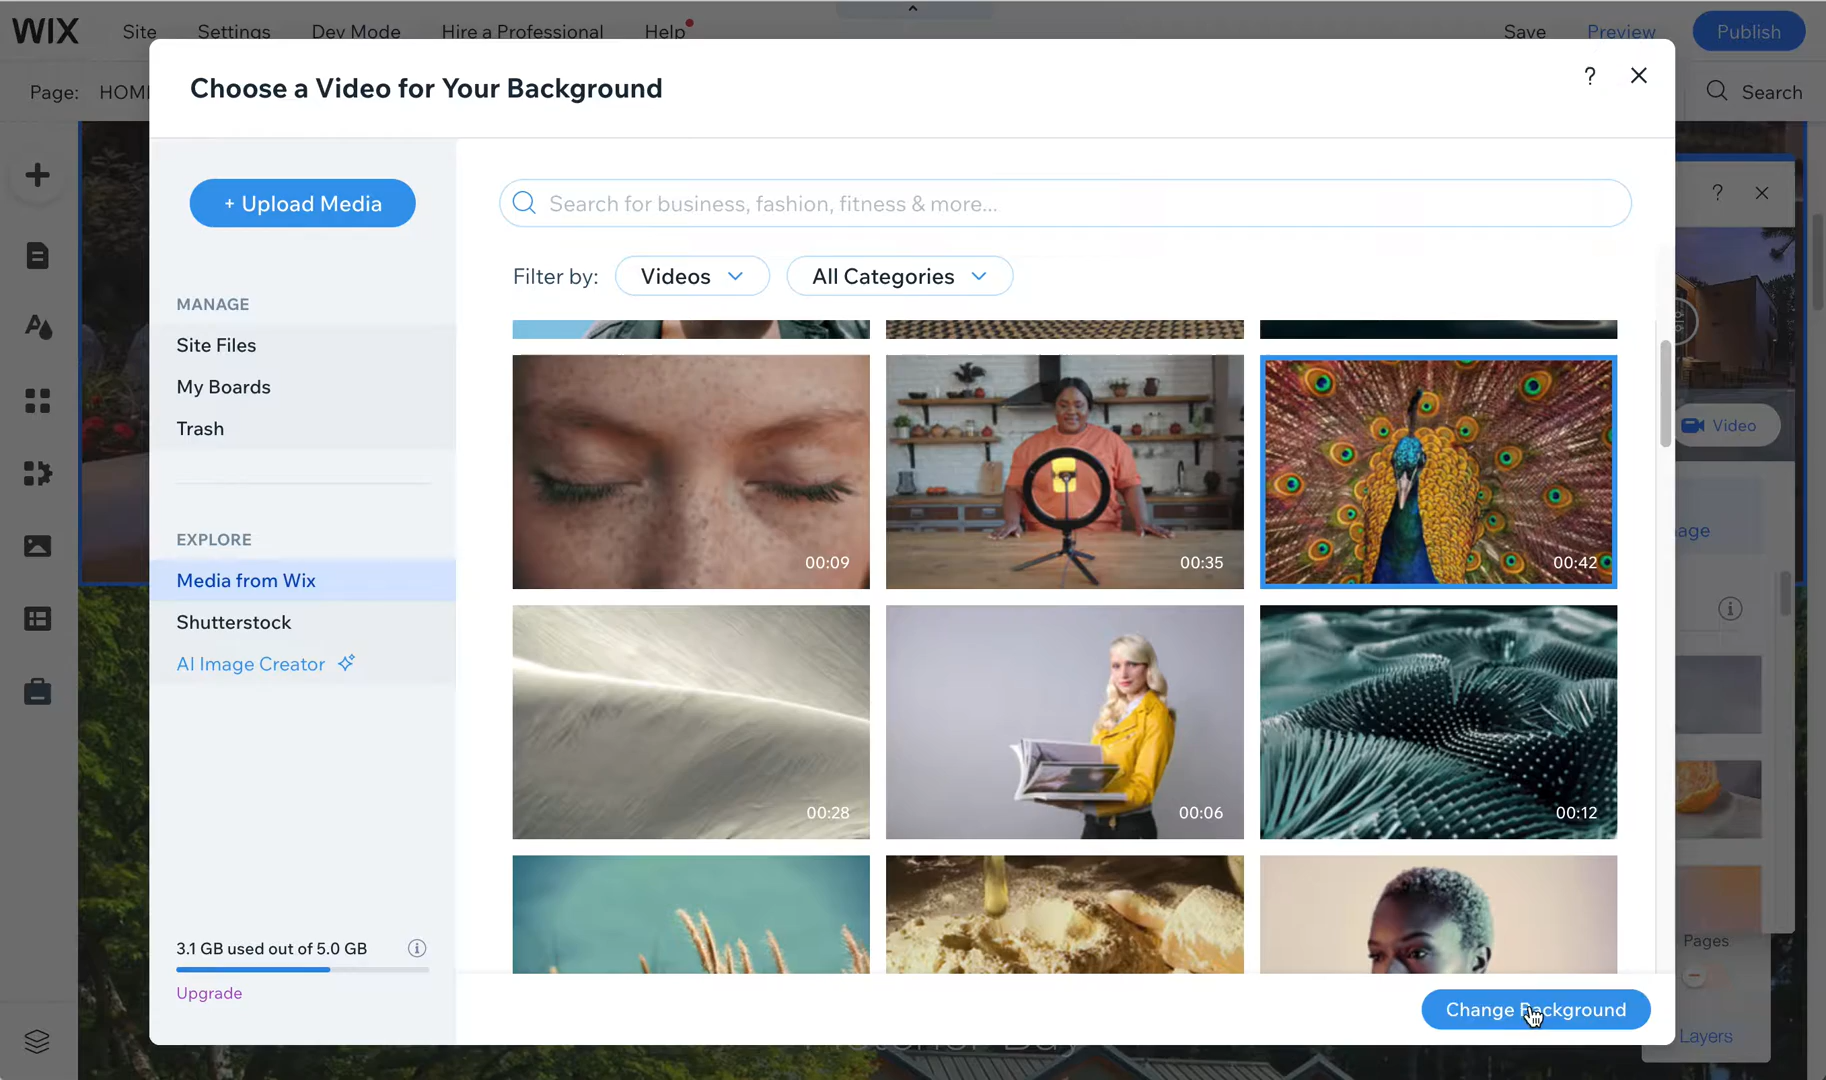 WIX Site Settings Dev Mode Hire a Professional Help Save Preview Publish
Page: HOM
Search
Choose a Video for Your Background
?
+ Upload Media
Search for business, fashion, fitness & more...
Filter by: Videos All Categories
MANAGE
Site Files
My Boards
Trash
EXPLORE
Media from Wix
Shutterstock
AI Image Creator
3.1 GB used out of 5.0 GB
Upgrade
00:09
00:35
00:42
00:28
00:06
00:12
Change Background
?
Video
age
Pages
Layers